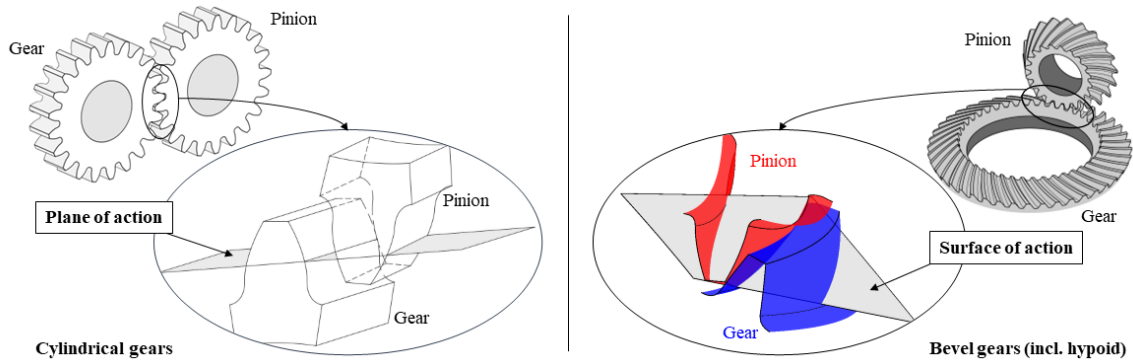 Gear
Pinion
Plane of action
Pinion
Gear
Cylindrical gears
Pinion
Gear
Pinion
Surface of action
Gear
Bevel gears (incl. hypoid)